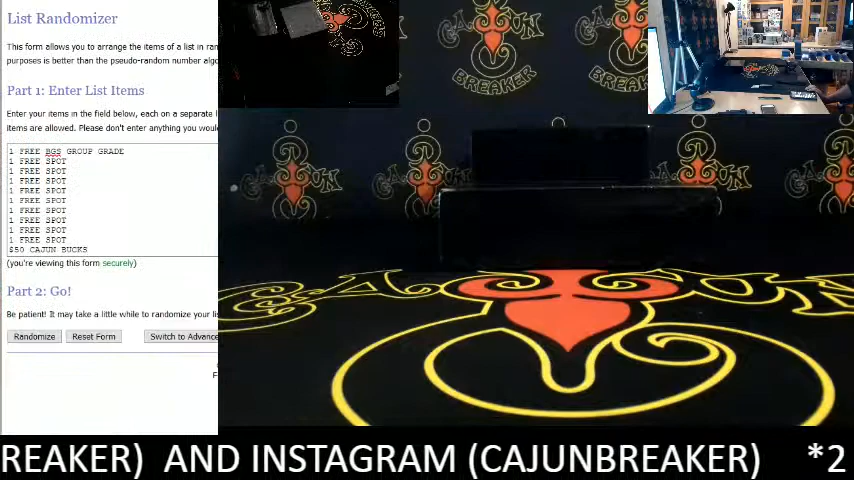 List Randomizer
This form allows you to arrange the items of a list in ran
purposes is better than the pseudo-random number algo
Part 1: Enter List Items
Enter your items in the field below, each on a separate l
items are allowed. Please don't enter anything you woul
1 FREE BGS GROUP GRADE
1 FREE SPOT
1 FREE SPOT
1 FREE SPOT
1 FREE SPOT
1 FREE SPOT
1 FREE SPOT
1 FREE SPOT
1 FREE SPOT
1 FREE SPOT
$50 CAJUN BUCKS
(you're viewing this form securely)
Part 2: Go!
Be patient! It may take a little while to randomize your lis
Randomize Reset Form Switch to Advance
CAJUN
BREAKER
REAKER) AND INSTAGRAM (CAJUNBREAKER) *2